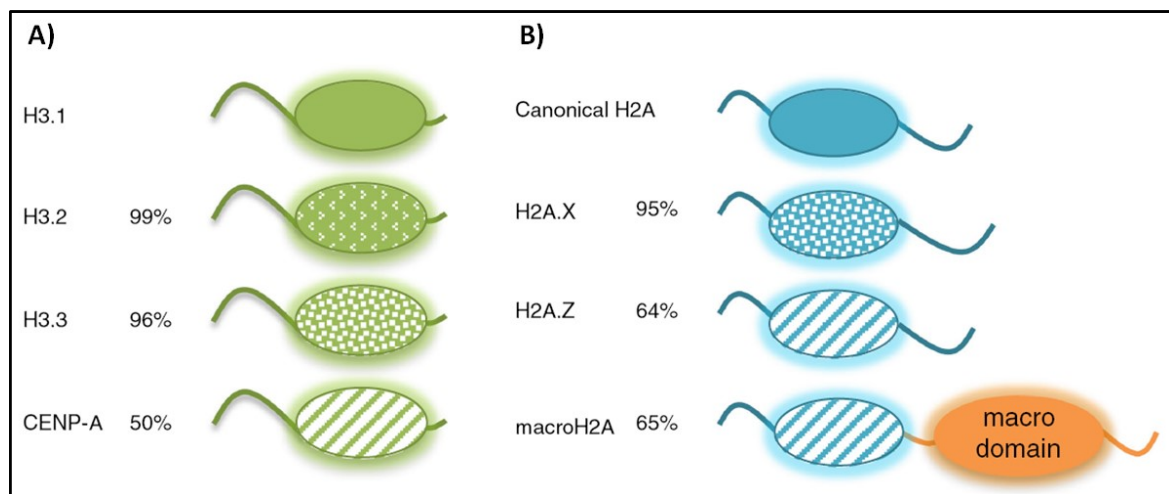 A)
H3.1
H3.2 99%
H3.3 96%
CENP-A 50%
B)
Canonical H2A
H2A.X 95%
H2A.Z 64%
macroH2A 65%
macro
domain